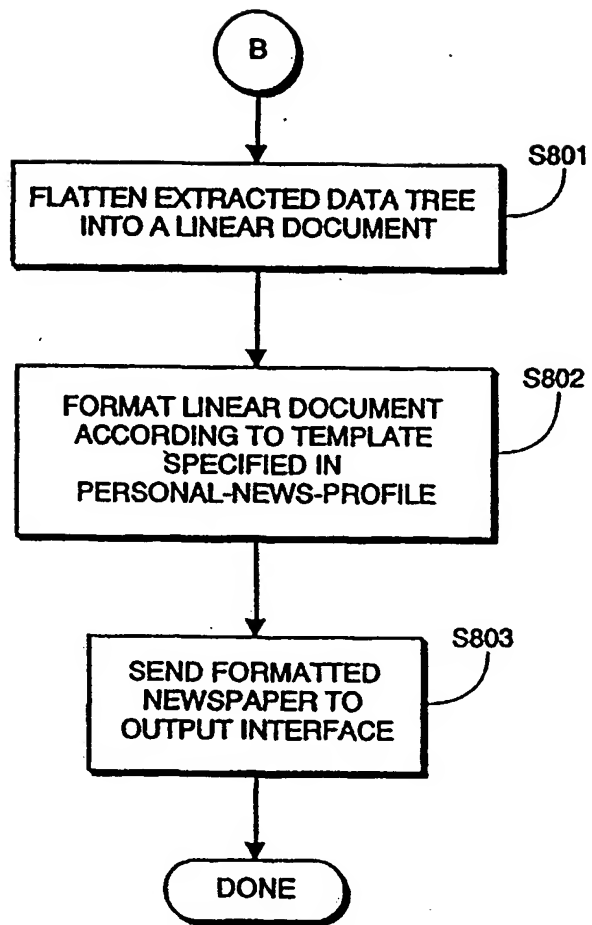 B
S801
FLATTEN EXTRACTED DATA TREE
INTO A LINEAR DOCUMENT
S802
FORMAT LINEAR DOCUMENT
ACCORDING TO TEMPLATE
SPECIFIED IN
PERSONAL-NEWS-PROFILE
S803
SEND FORMATTED
NEWSPAPER TO
OUTPUT INTERFACE
DONE